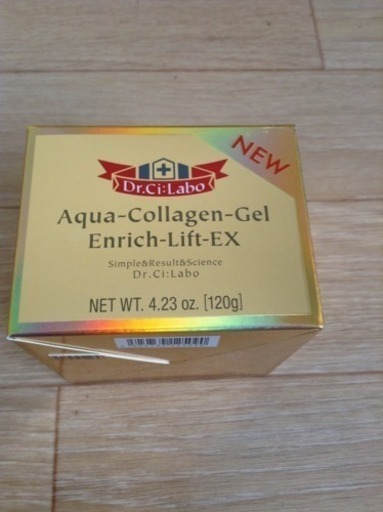 NEW
Dr.Ci:Labo
Aqua-Collagen-Gel
Enrich-Lift-EX
Simple&Result&Science
Dr.Ci:Labo
NET WT. 4.23 oz. [120g]